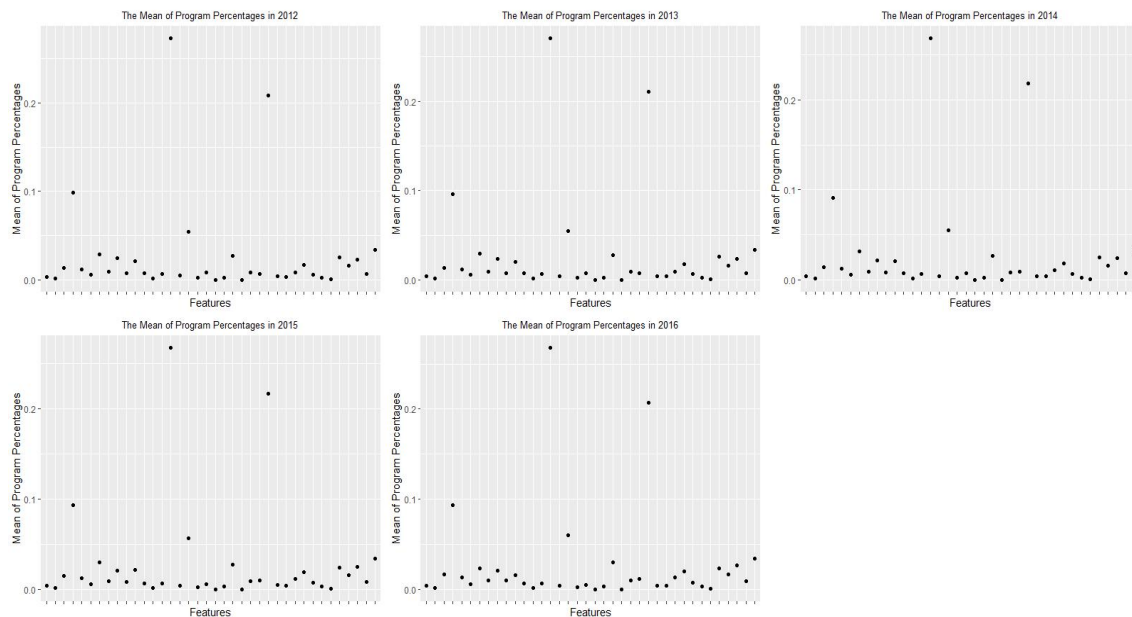 The Mean of Program Percentages in 2012
Mean of Program Percentages
0.2
0.1
0.0
Features
The Mean of Program Percentages in 2013
Mean of Program Percentages
0.2
0.1
0.0
Features
The Mean of Program Percentages in 2014
Mean of Program Percentages
0.2
0.1
0.0
Features
The Mean of Program Percentages in 2015
Mean of Program Percentages
0.2
0.1
0.0
Features
The Mean of Program Percentages in 2016
Mean of Program Percentages
0.2
0.1
0.0
Features